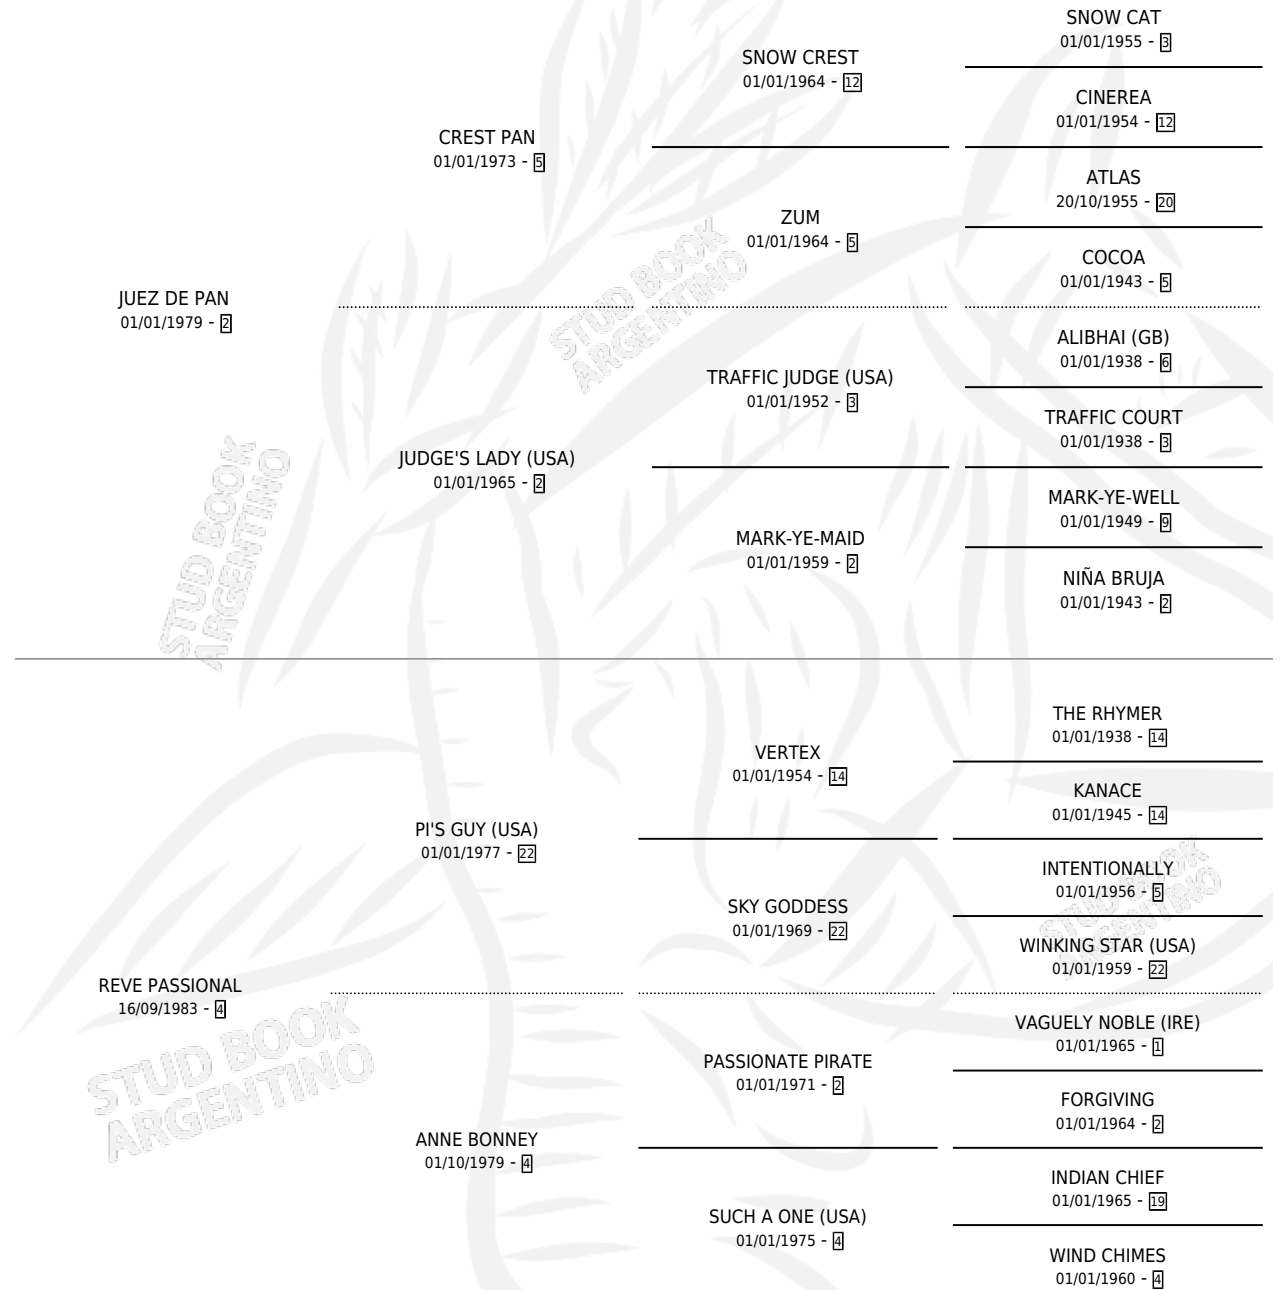 SNOW CAT
01/01/1955 - 3
SNOW CREST
01/01/1964 - 12
CINEREA
01/01/1954 - 12
CREST PAN
01/01/1973 - 5
ATLAS
20/10/1955 - 20
ZUM
01/01/1964 - 5
COCOA
01/01/1943 - 5
JUEZ DE PAN
01/01/1979 - 2
ALIBHAI (GB)
01/01/1938 - 6
TRAFFIC JUDGE (USA)
01/01/1952 - 3
TRAFFIC COURT
01/01/1938 - 3
JUDGE'S LADY (USA)
01/01/1965 - 2
MARK-YE-WELL
01/01/1949 - 9
MARK-YE-MAID
01/01/1959 - 2
NIÑA BRUJA
01/01/1943 - 2
STUD BOOK
ARGENTINO
STUD BOOK
ARGENTINO
THE RHYMER
01/01/1938 - 14
VERTEX
01/01/1954 - 14
KANACE
01/01/1945 - 14
PI'S GUY (USA)
01/01/1977 - 22
INTENTIONALLY
01/01/1956 - 5
SKY GODDESS
01/01/1969 - 22
WINKING STAR (USA)
01/01/1959 - 22
REVE PASSIONAL
16/09/1983 - 4
VAGUELY NOBLE (IRE)
01/01/1965 - 1
PASSIONATE PIRATE
01/01/1971 - 2
FORGIVING
01/01/1964 - 2
ANNE BONNEY
01/10/1979 - 4
INDIAN CHIEF
01/01/1965 - 19
SUCH A ONE (USA)
01/01/1975 - 4
WIND CHIMES
01/01/1960 - 4
STUD BOOK
ARGENTINO
STUD BOOK
ARGENTINO